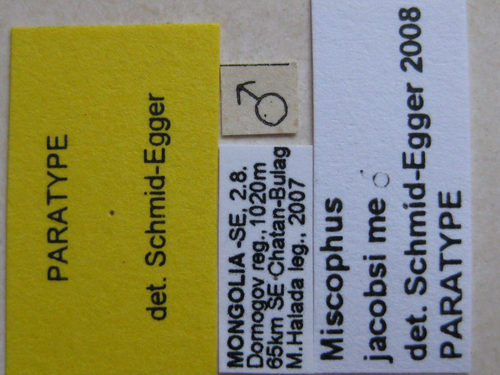 PARATYPE
det. Schmid-Egger
♂
MONGOLIA -SE, 2.8.
Dornogov reg., 1020m
65km SE Chatan-Bulag
M.Halada leg., 2007
Miscophus
jacobsi me ♂
det. Schmid-Egger 2008
PARATYPE